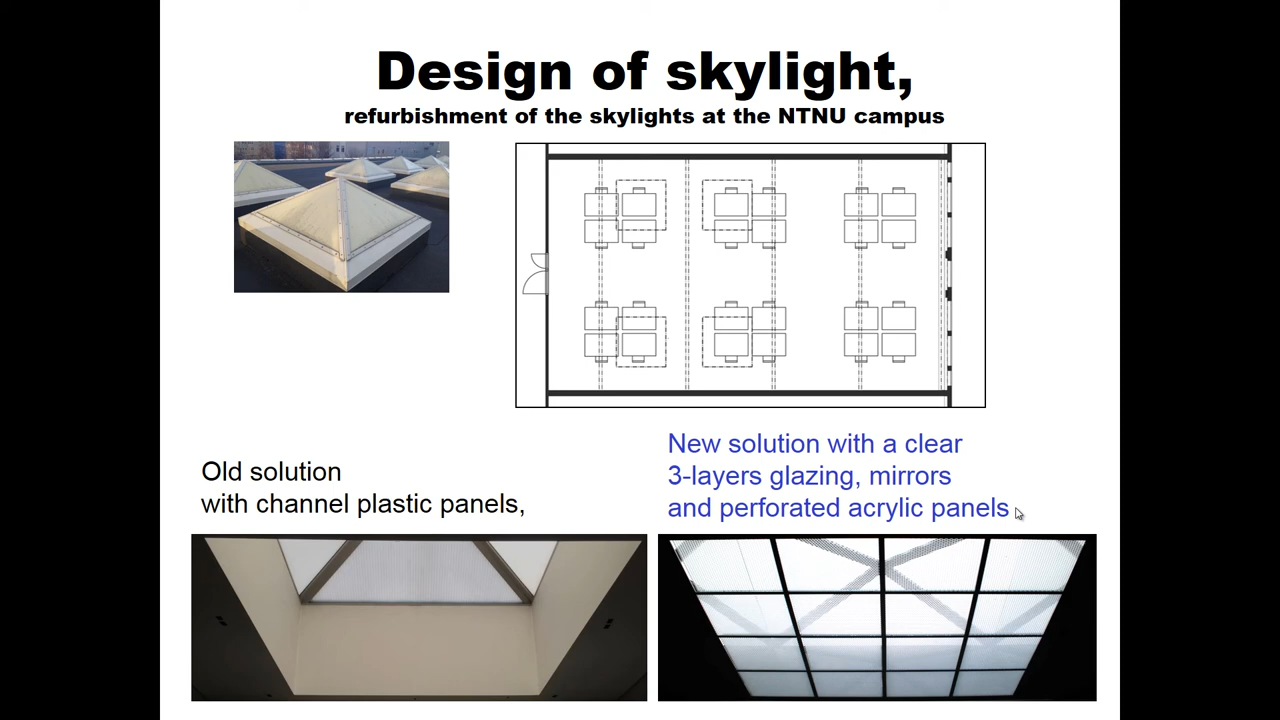 Design of skylight,
refurbishment of the skylights at the NTNU campus
Old solution
with channel plastic panels,
New solution with a clear
3-layers glazing, mirrors
and perforated acrylic panels